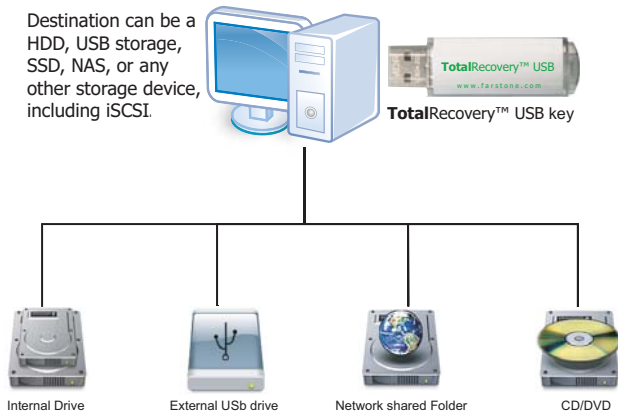 Destination can be a
HDD, USB storage,
SSD, NAS, or any
other storage device,
including iSCSI.
TotalRecovery™ USB
www.farstone.com
TotalRecovery™ USB key
Internal Drive
External USb drive
Network shared Folder
CD/DVD